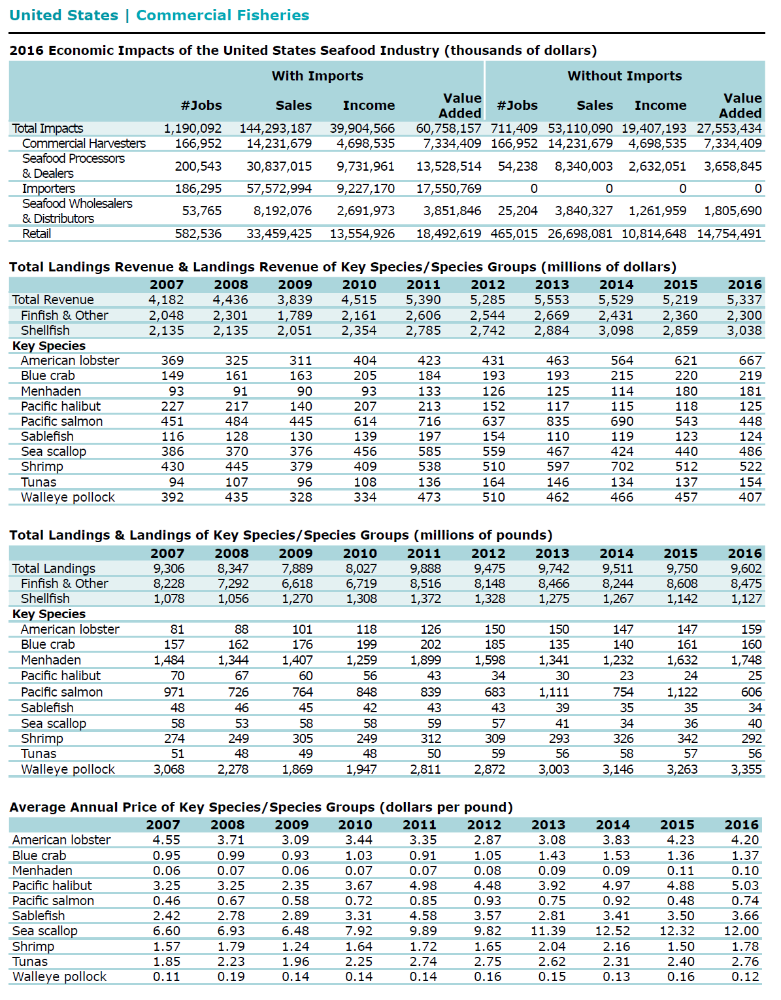 United States | Commercial Fisheries
2016 Economic Impacts of the United States Seafood Industry (thousands of dollars)
With Imports Without Imports
#Jobs Sales Income Value Added #Jobs Sales Income Value Added
Total Impacts 1,190,092 144,293,187 39,904,566 60,758,157 711,409 53,110,090 19,407,193 27,553,434
Commercial Harvesters 166,952 14,231,679 4,698,535 7,334,409 166,952 14,231,679 4,698,535 7,334,409
Seafood Processors
& Dealers 200,543 30,837,015 9,731,961 13,528,514 54,238 8,340,003 2,632,051 3,658,845
Importers 186,295 57,572,994 9,227,170 17,550,769 0 0 0 0
Seafood Wholesalers
& Distributors 53,765 8,192,076 2,691,973 3,851,846 25,204 3,840,327 1,261,959 1,805,690
Retail 582,536 33,459,425 13,554,926 18,492,619 465,015 26,698,081 10,814,648 14,754,491
Total Landings Revenue & Landings Revenue of Key Species/Species Groups (millions of dollars)
2007 2008 2009 2010 2011 2012 2013 2014 2015 2016
Total Revenue 4,182 4,436 3,839 4,515 5,390 5,285 5,553 5,529 5,219 5,337
Finfish & Other 2,048 2,301 1,789 2,161 2,606 2,544 2,669 2,431 2,360 2,300
Shellfish 2,135 2,135 2,051 2,354 2,785 2,742 2,884 3,098 2,859 3,038
Key Species
American lobster 369 325 311 404 423 431 463 564 621 667
Blue crab 149 161 163 205 184 193 193 215 220 219
Menhaden 93 91 90 93 133 126 125 114 180 181
Pacific halibut 227 217 140 207 213 152 117 115 118 125
Pacific salmon 451 484 445 614 716 637 835 690 543 448
Sablefish 116 128 130 139 197 154 110 119 123 124
Sea scallop 386 370 376 456 585 559 467 424 440 486
Shrimp 430 445 379 409 538 510 597 702 512 522
Tunas 94 107 96 108 136 164 146 134 137 154
Walleye pollock 392 435 328 334 473 510 462 466 457 407
Total Landings & Landings of Key Species/Species Groups (millions of pounds)
2007 2008 2009 2010 2011 2012 2013 2014 2015 2016
Total Landings 9,306 8,347 7,889 8,027 9,888 9,475 9,742 9,511 9,750 9,602
Finfish & Other 8,228 7,292 6,618 6,719 8,516 8,148 8,466 8,244 8,608 8,475
Shellfish 1,078 1,056 1,270 1,308 1,372 1,328 1,275 1,267 1,142 1,127
Key Species
American lobster 81 88 101 118 126 150 150 147 147 159
Blue crab 157 162 176 199 202 185 135 140 161 160
Menhaden 1,484 1,344 1,407 1,259 1,899 1,598 1,341 1,232 1,632 1,748
Pacific halibut 70 67 60 56 43 34 30 23 24 25
Pacific salmon 971 726 764 848 839 683 1,111 754 1,122 606
Sablefish 48 46 45 42 43 43 39 35 35 34
Sea scallop 58 53 58 58 59 57 41 34 36 40
Shrimp 274 249 305 249 312 309 293 326 342 292
Tunas 51 48 49 48 50 59 56 58 57 56
Walleye pollock 3,068 2,278 1,869 1,947 2,811 2,872 3,003 3,146 3,263 3,355
Average Annual Price of Key Species/Species Groups (dollars per pound)
2007 2008 2009 2010 2011 2012 2013 2014 2015 2016
American lobster 4.55 3.71 3.09 3.44 3.35 2.87 3.08 3.83 4.23 4.20
Blue crab 0.95 0.99 0.93 1.03 0.91 1.05 1.43 1.53 1.36 1.37
Menhaden 0.06 0.07 0.06 0.07 0.07 0.08 0.09 0.09 0.11 0.10
Pacific halibut 3.25 3.25 2.35 3.67 4.98 4.48 3.92 4.97 4.88 5.03
Pacific salmon 0.46 0.67 0.58 0.72 0.85 0.93 0.75 0.92 0.48 0.74
Sablefish 2.42 2.78 2.89 3.31 4.58 3.57 2.81 3.41 3.50 3.66
Sea scallop 6.60 6.93 6.48 7.92 9.89 9.82 11.39 12.52 12.32 12.00
Shrimp 1.57 1.79 1.24 1.64 1.72 1.65 2.04 2.16 1.50 1.78
Tunas 1.85 2.23 1.96 2.25 2.74 2.75 2.62 2.31 2.40 2.76
Walleye pollock 0.11 0.19 0.14 0.14 0.14 0.16 0.15 0.13 0.16 0.12